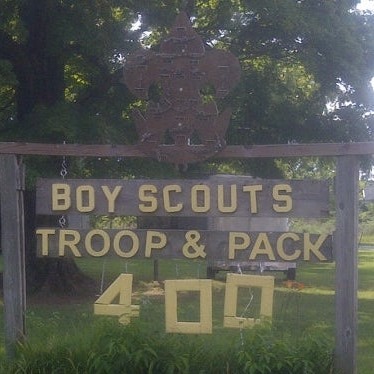 BOY SCOUTS
TROOP & PACK
400